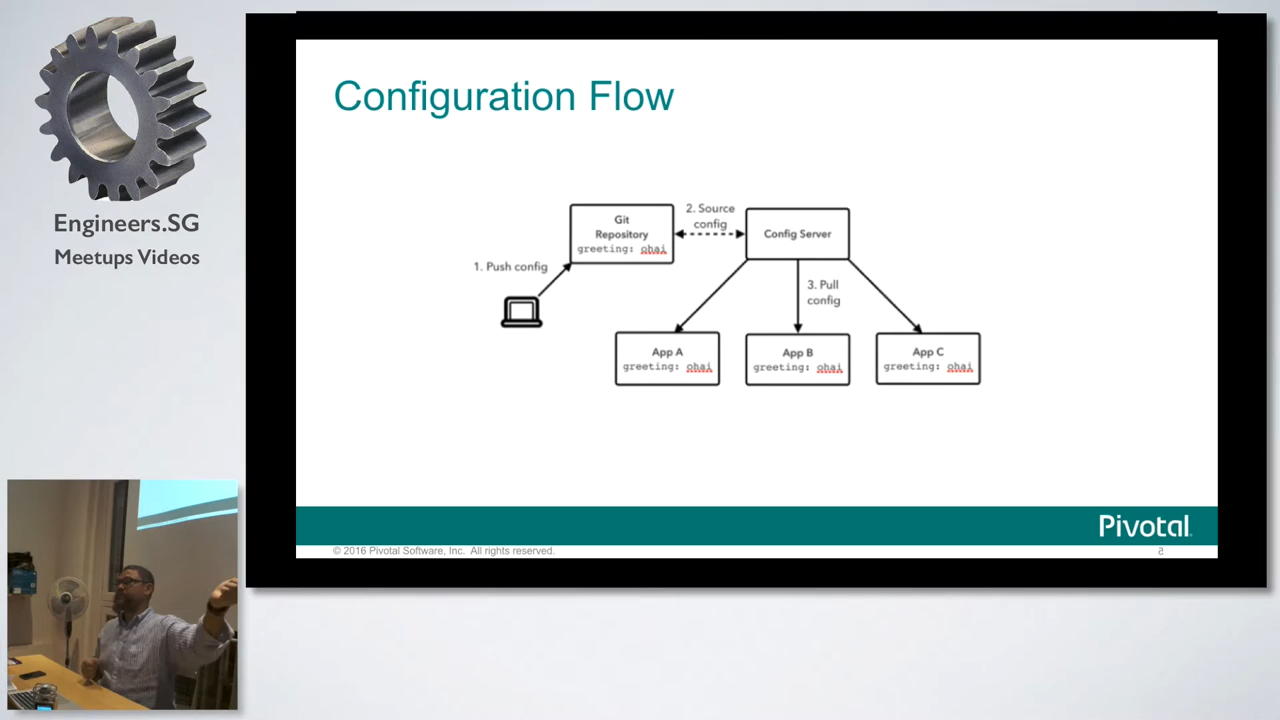 Engineers.SG
Meetups Videos
Configuration Flow
Git
Repository
greeting: ohai
2. Source
config
Config Server
1. Push config
3. Pull
config
App A
greeting: ohai
App B
greeting: ohai
App C
greeting: ohai
Pivotal
© 2016 Pivotal Software, Inc. All rights reserved.